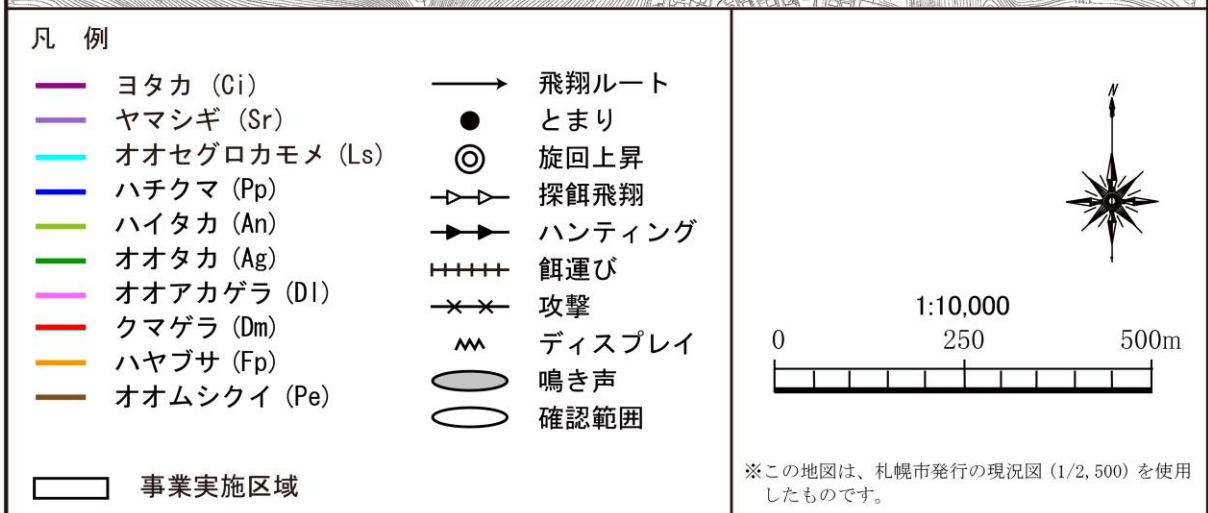 凡 例
ヨタカ (Ci)
ヤマシギ (Sr)
オオセグロカモメ (Ls)
ハチクマ (Pp)
ハイタカ (An)
オオタカ (Ag)
オオアカゲラ (Dl)
クマゲラ (Dm)
ハヤブサ (Fp)
オオムシクイ (Pe)
事業実施区域
飛翔ルート
とまり
旋回上昇
探餌飛翔
ハンティング
餌運び
攻撃
ディスプレイ
鳴き声
確認範囲
N
1:10,000
0 250 500m
※この地図は、札幌市発行の現況図 (1/2,500) を使用
したものです。